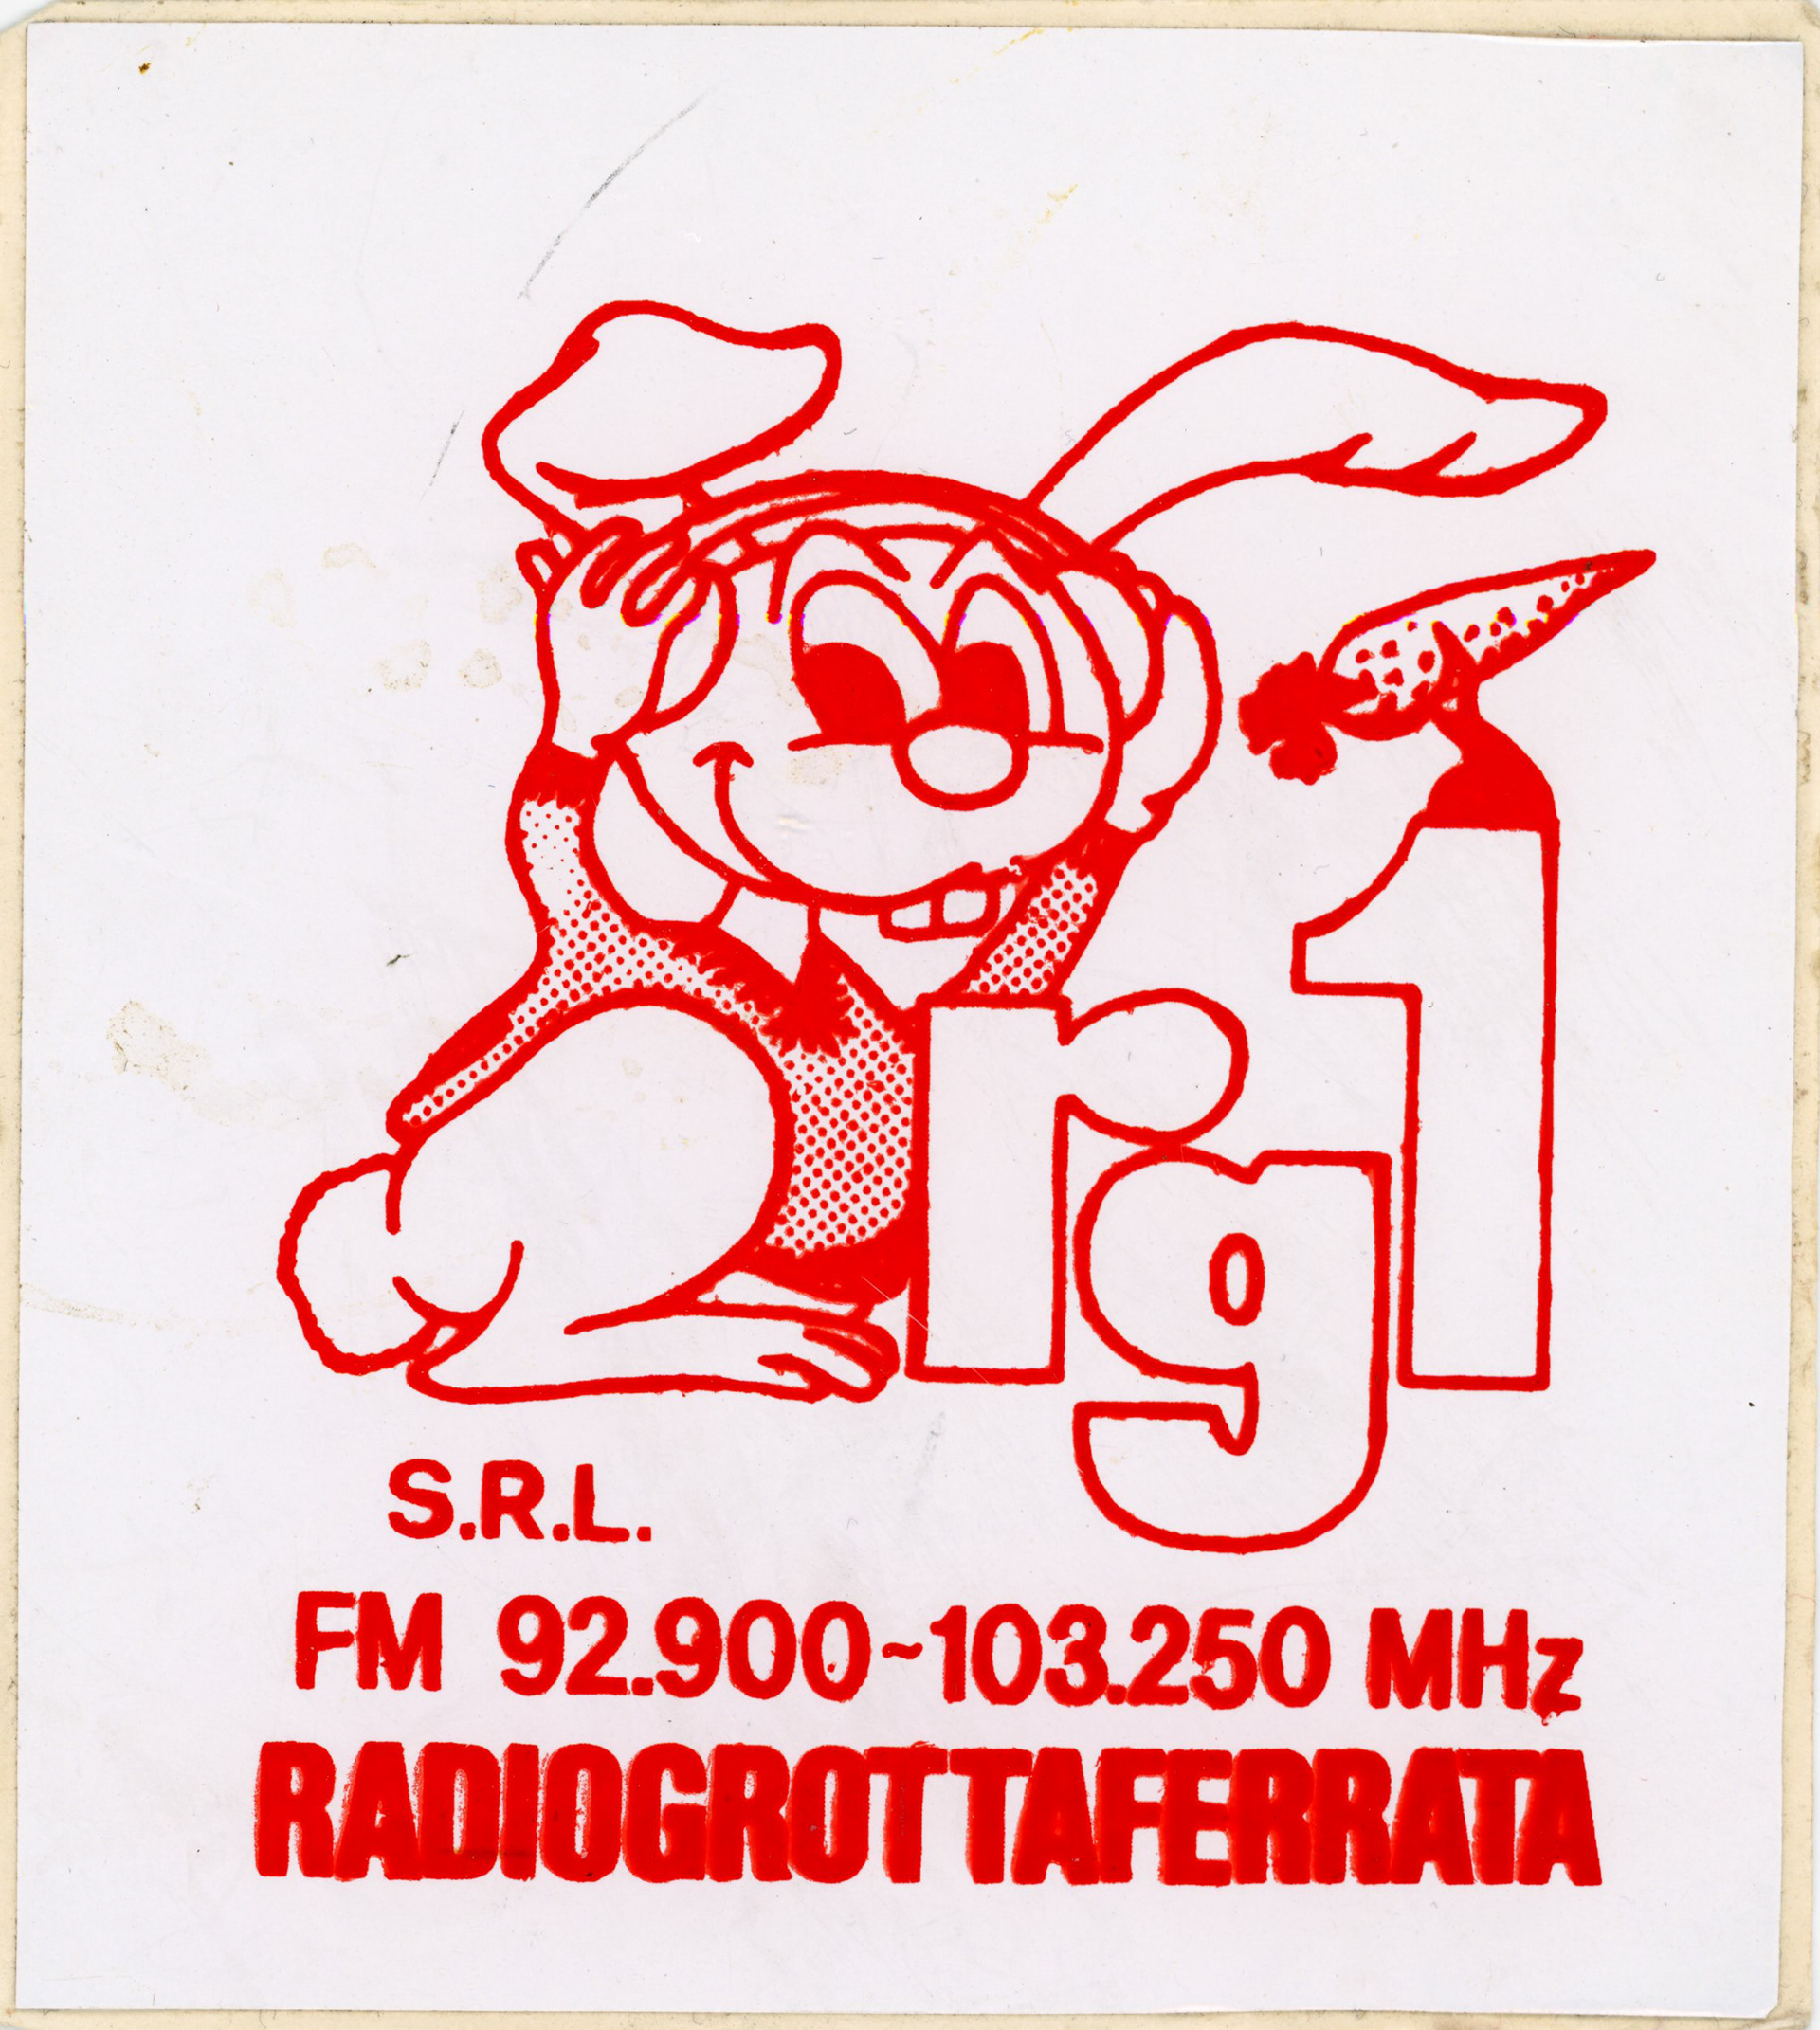 rg1
S.R.L.
FM 92.900~103.250 MHz
RADIOGROTTAFERRATA